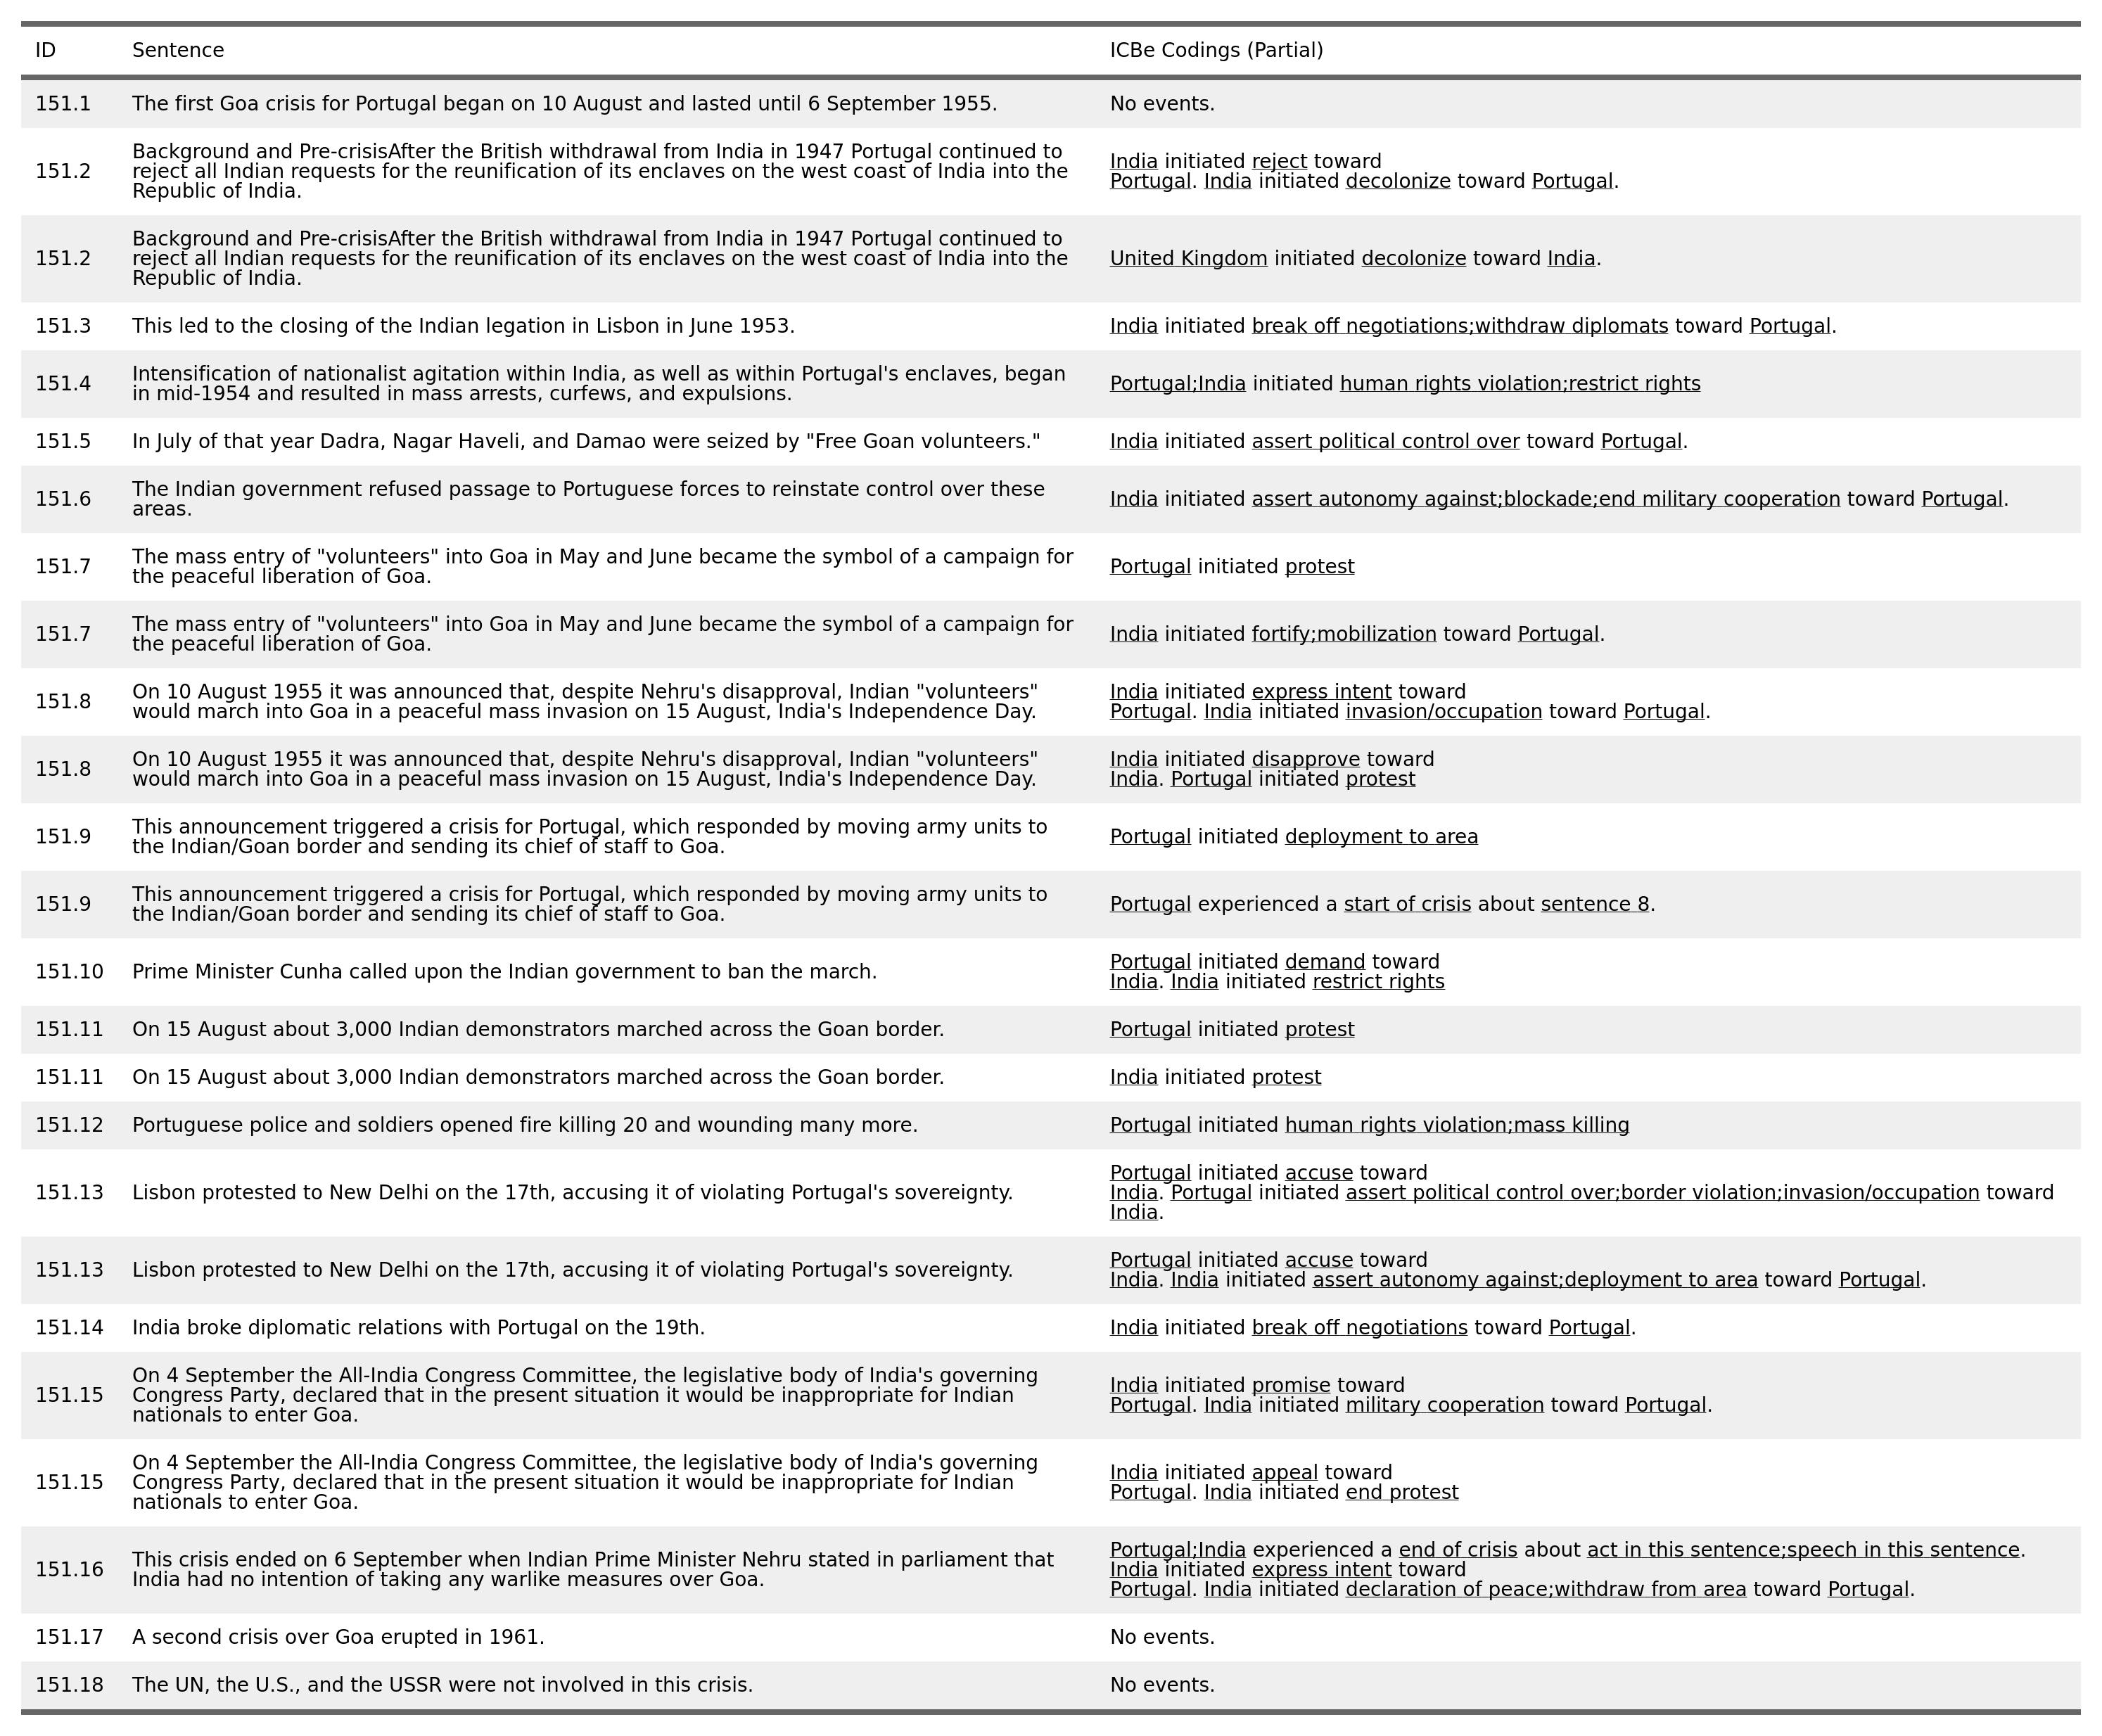 ID Sentence ICBe Codings (Partial)
151.1 The first Goa crisis for Portugal began on 10 August and lasted until 6 September 1955. No events.
151.2 Background and Pre-crisisAfter the British withdrawal from India in 1947 Portugal continued to
reject all Indian requests for the reunification of its enclaves on the west coast of India into the
Republic of India.
India initiated reject toward
Portugal. India initiated decolonize toward Portugal.
151.2 Background and Pre-crisisAfter the British withdrawal from India in 1947 Portugal continued to
reject all Indian requests for the reunification of its enclaves on the west coast of India into the
Republic of India.
United Kingdom initiated decolonize toward India.
151.3 This led to the closing of the Indian legation in Lisbon in June 1953. India initiated break off negotiations;withdraw diplomats toward Portugal.
151.4 Intensification of nationalist agitation within India, as well as within Portugal's enclaves, began
in mid-1954 and resulted in mass arrests, curfews, and expulsions.
Portugal;India initiated human rights violation;restrict rights
151.5 In July of that year Dadra, Nagar Haveli, and Damao were seized by "Free Goan volunteers." India initiated assert political control over toward Portugal.
151.6 The Indian government refused passage to Portuguese forces to reinstate control over these
areas.
India initiated assert autonomy against;blockade;end military cooperation toward Portugal.
151.7 The mass entry of "volunteers" into Goa in May and June became the symbol of a campaign for
the peaceful liberation of Goa.
Portugal initiated protest
151.7 The mass entry of "volunteers" into Goa in May and June became the symbol of a campaign for
the peaceful liberation of Goa.
India initiated fortify;mobilization toward Portugal.
151.8 On 10 August 1955 it was announced that, despite Nehru's disapproval, Indian "volunteers"
would march into Goa in a peaceful mass invasion on 15 August, India's Independence Day.
India initiated express intent toward
Portugal. India initiated invasion/occupation toward Portugal.
151.8 On 10 August 1955 it was announced that, despite Nehru's disapproval, Indian "volunteers"
would march into Goa in a peaceful mass invasion on 15 August, India's Independence Day.
India initiated disapprove toward
India. Portugal initiated protest
151.9 This announcement triggered a crisis for Portugal, which responded by moving army units to
the Indian/Goan border and sending its chief of staff to Goa.
Portugal initiated deployment to area
151.9 This announcement triggered a crisis for Portugal, which responded by moving army units to
the Indian/Goan border and sending its chief of staff to Goa.
Portugal experienced a start of crisis about sentence 8.
151.10 Prime Minister Cunha called upon the Indian government to ban the march.
Portugal initiated demand toward
India. India initiated restrict rights
151.11 On 15 August about 3,000 Indian demonstrators marched across the Goan border. Portugal initiated protest
151.11 On 15 August about 3,000 Indian demonstrators marched across the Goan border. India initiated protest
151.12 Portuguese police and soldiers opened fire killing 20 and wounding many more. Portugal initiated human rights violation;mass killing
151.13 Lisbon protested to New Delhi on the 17th, accusing it of violating Portugal's sovereignty.
Portugal initiated accuse toward
India. Portugal initiated assert political control over;border violation;invasion/occupation toward
India.
151.13 Lisbon protested to New Delhi on the 17th, accusing it of violating Portugal's sovereignty.
Portugal initiated accuse toward
India. India initiated assert autonomy against;deployment to area toward Portugal.
151.14 India broke diplomatic relations with Portugal on the 19th. India initiated break off negotiations toward Portugal.
151.15 On 4 September the All-India Congress Committee, the legislative body of India's governing
Congress Party, declared that in the present situation it would be inappropriate for Indian
nationals to enter Goa.
India initiated promise toward
Portugal. India initiated military cooperation toward Portugal.
151.15 On 4 September the All-India Congress Committee, the legislative body of India's governing
Congress Party, declared that in the present situation it would be inappropriate for Indian
nationals to enter Goa.
India initiated appeal toward
Portugal. India initiated end protest
151.16 This crisis ended on 6 September when Indian Prime Minister Nehru stated in parliament that
India had no intention of taking any warlike measures over Goa.
Portugal;India experienced a end of crisis about act in this sentence;speech in this sentence.
India initiated express intent toward
Portugal. India initiated declaration of peace;withdraw from area toward Portugal.
151.17 A second crisis over Goa erupted in 1961. No events.
151.18 The UN, the U.S., and the USSR were not involved in this crisis. No events.